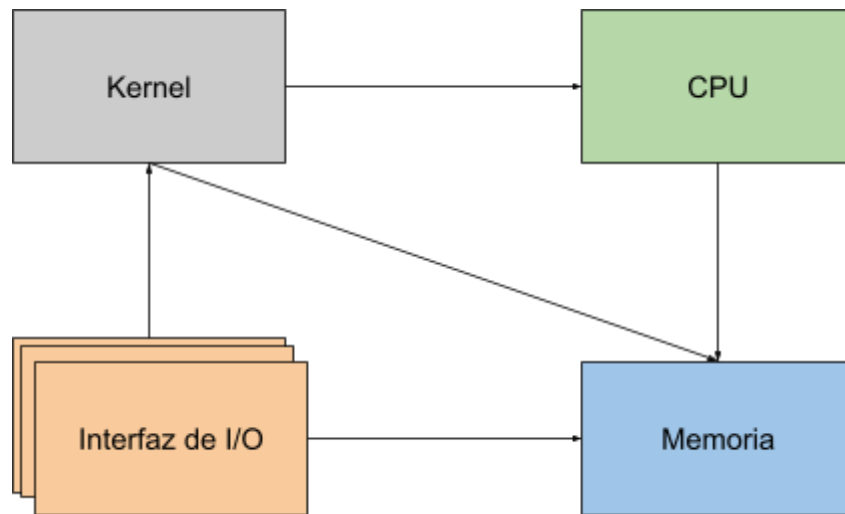 Kernel
CPU
Interfaz de I/O
Memoria